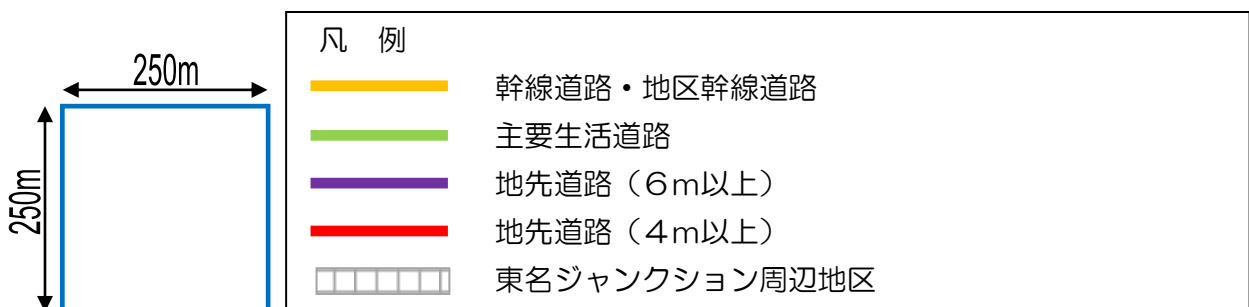 250m
250m
凡 例
幹線道路・地区幹線道路
主要生活道路
地先道路（6m以上）
地先道路（4m以上）
東名ジャンクション周辺地区